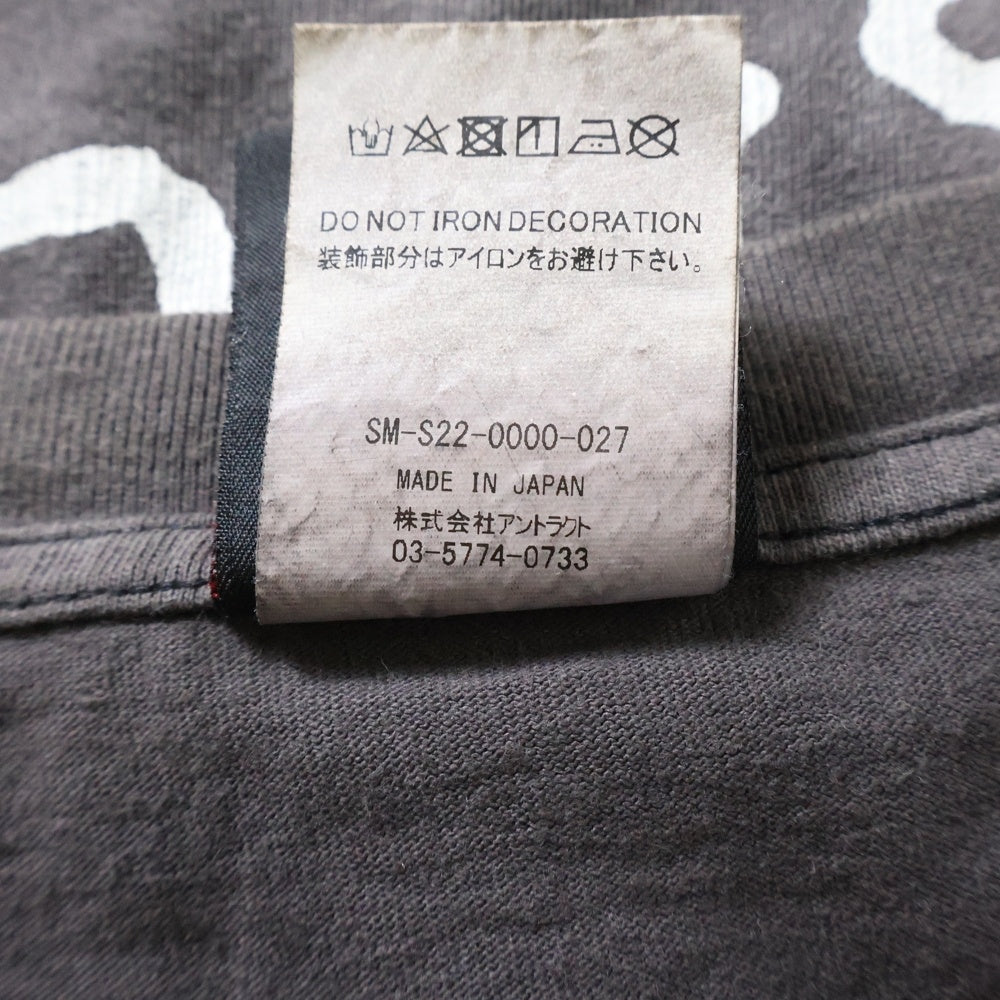 DO NOT IRON DECORATION
装飾部分はアイロンをお避け下さい。
SM-S22-0000-027
MADE IN JAPAN
株式会社アントラクト
03-5774-0733